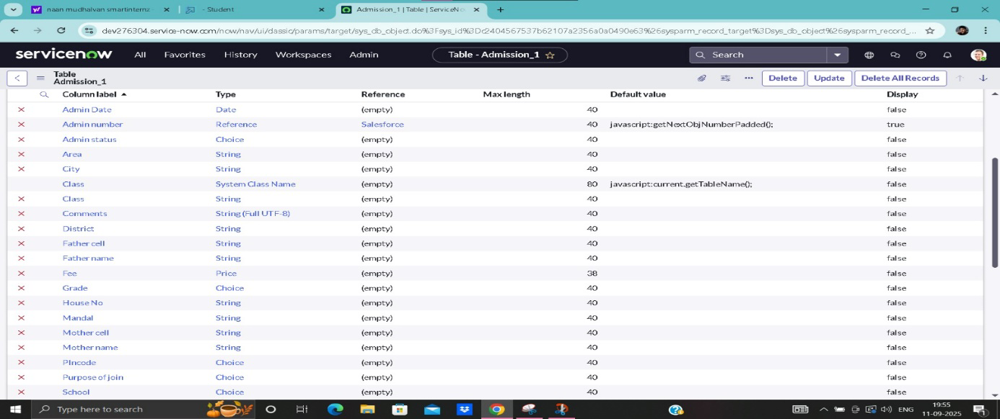 naan mudhalvan smartinternz
- Student
Admission_1 | Table | ServiceNo
dev276304.service-now.com/now/nav/ui/classic/params/target/sys_db_object.do%3Fsys_id%3Dc2404567537b62107a2356a0a0490e63%26sysparm_record_target%3Dsys_db_object%26sysparm_record_...
servicenow All Favorites History Workspaces Admin Table - Admission_1 Search
Table
Admission_1
Delete Update Delete All Records
Column label Type Reference Max length Default value Display
Admin Date Date (empty) 40 false
Admin number Reference Salesforce 40 javascript:getNextObjNumberPadded(); true
Admin status Choice (empty) 40 false
Area String (empty) 40 false
City String (empty) 40 false
Class System Class Name (empty) 80 javascript:current.getTableName(); false
Class String (empty) 40 false
Comments String (Full UTF-8) (empty) 40 false
District String (empty) 40 false
Father cell String (empty) 40 false
Father name String (empty) 40 false
Fee Price (empty) 38 false
Grade Choice (empty) 40 false
House No String (empty) 40 false
Mandal String (empty) 40 false
Mother cell String (empty) 40 false
Mother name String (empty) 40 false
PIncode Choice (empty) 40 false
Purpose of join Choice (empty) 40 false
School Choice (empty) 40 false
Type here to search
ENG
19:55
11-09-2025
1